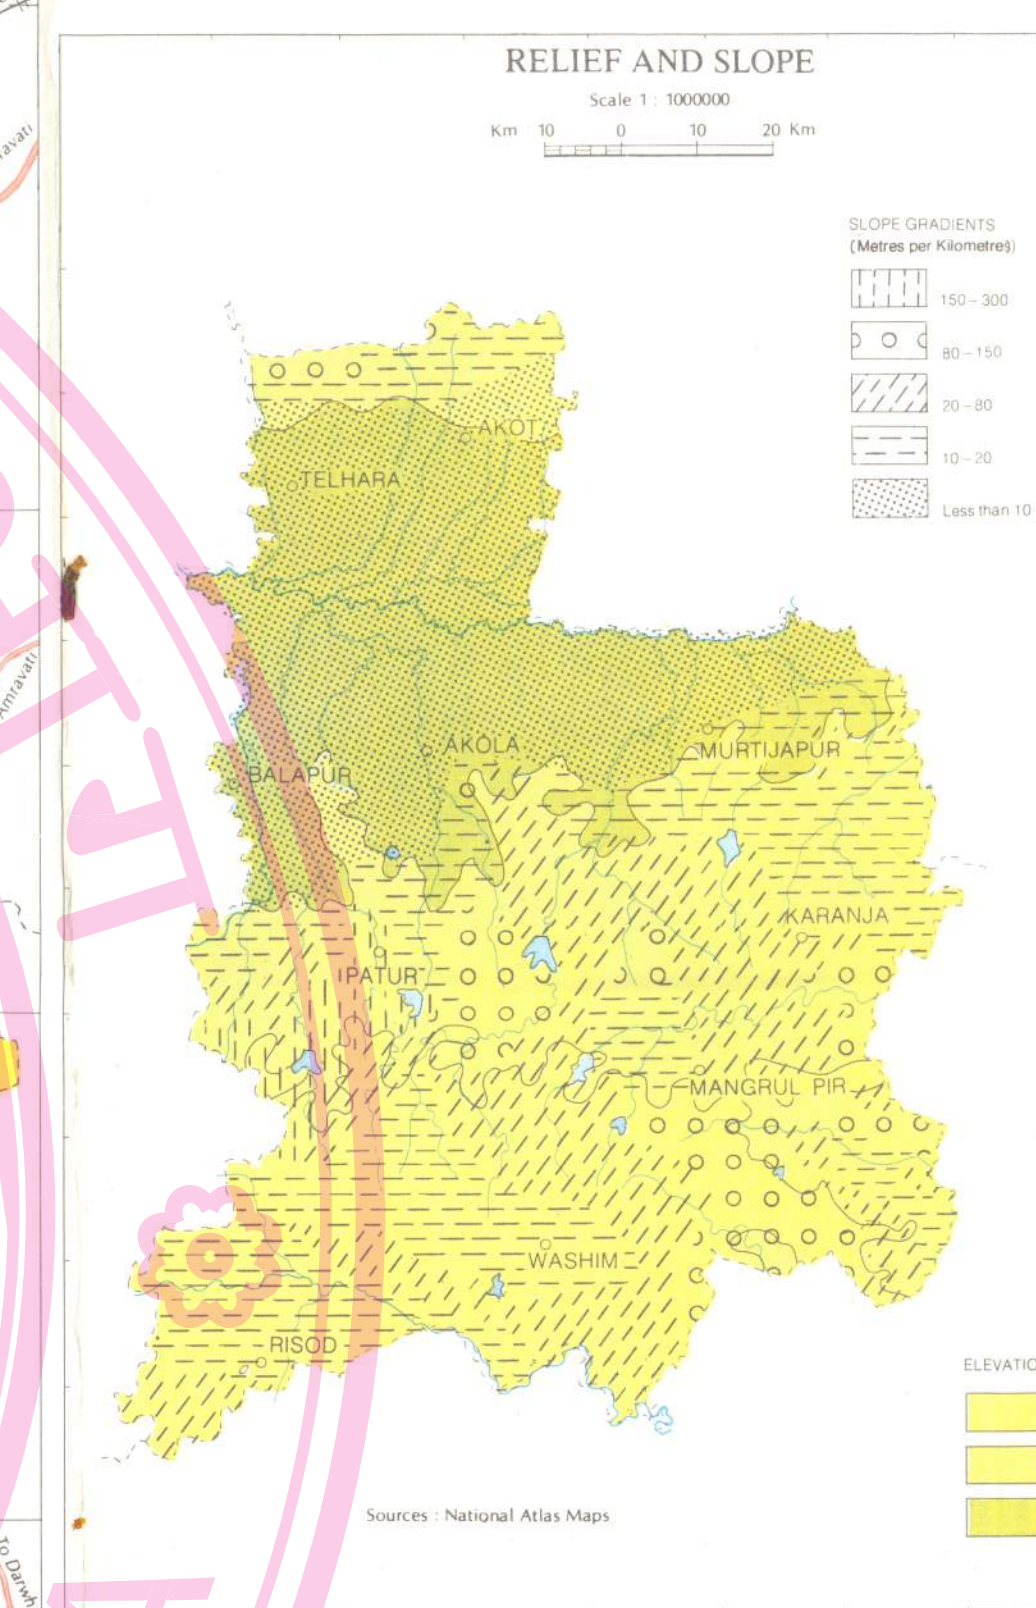 RELIEF AND SLOPE
Scale 1 : 1000000
Km 10 0 10 20 Km
SLOPE GRADIENTS
(Metres per Kilometres)
150 – 300
80 – 150
20 – 80
10 – 20
Less than 10
AKOT
TELHARA
AKOLA
MURTIJAPUR
BALAPUR
KARANJA
PATUR
MANGRUL PIR
WASHIM
RISOD
ELEVATIO
Sources : National Atlas Maps
Amravati
To Darwh